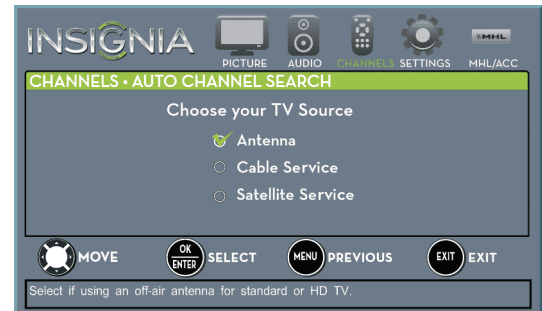 INSIGNIA
PICTURE AUDIO CHANNELS SETTINGS MHL MHL/ACC
CHANNELS • AUTO CHANNEL SEARCH
Choose your TV Source
Antenna
Cable Service
Satellite Service
MOVE OK ENTER SELECT MENU PREVIOUS EXIT EXIT
Select if using an off-air antenna for standard or HD TV.